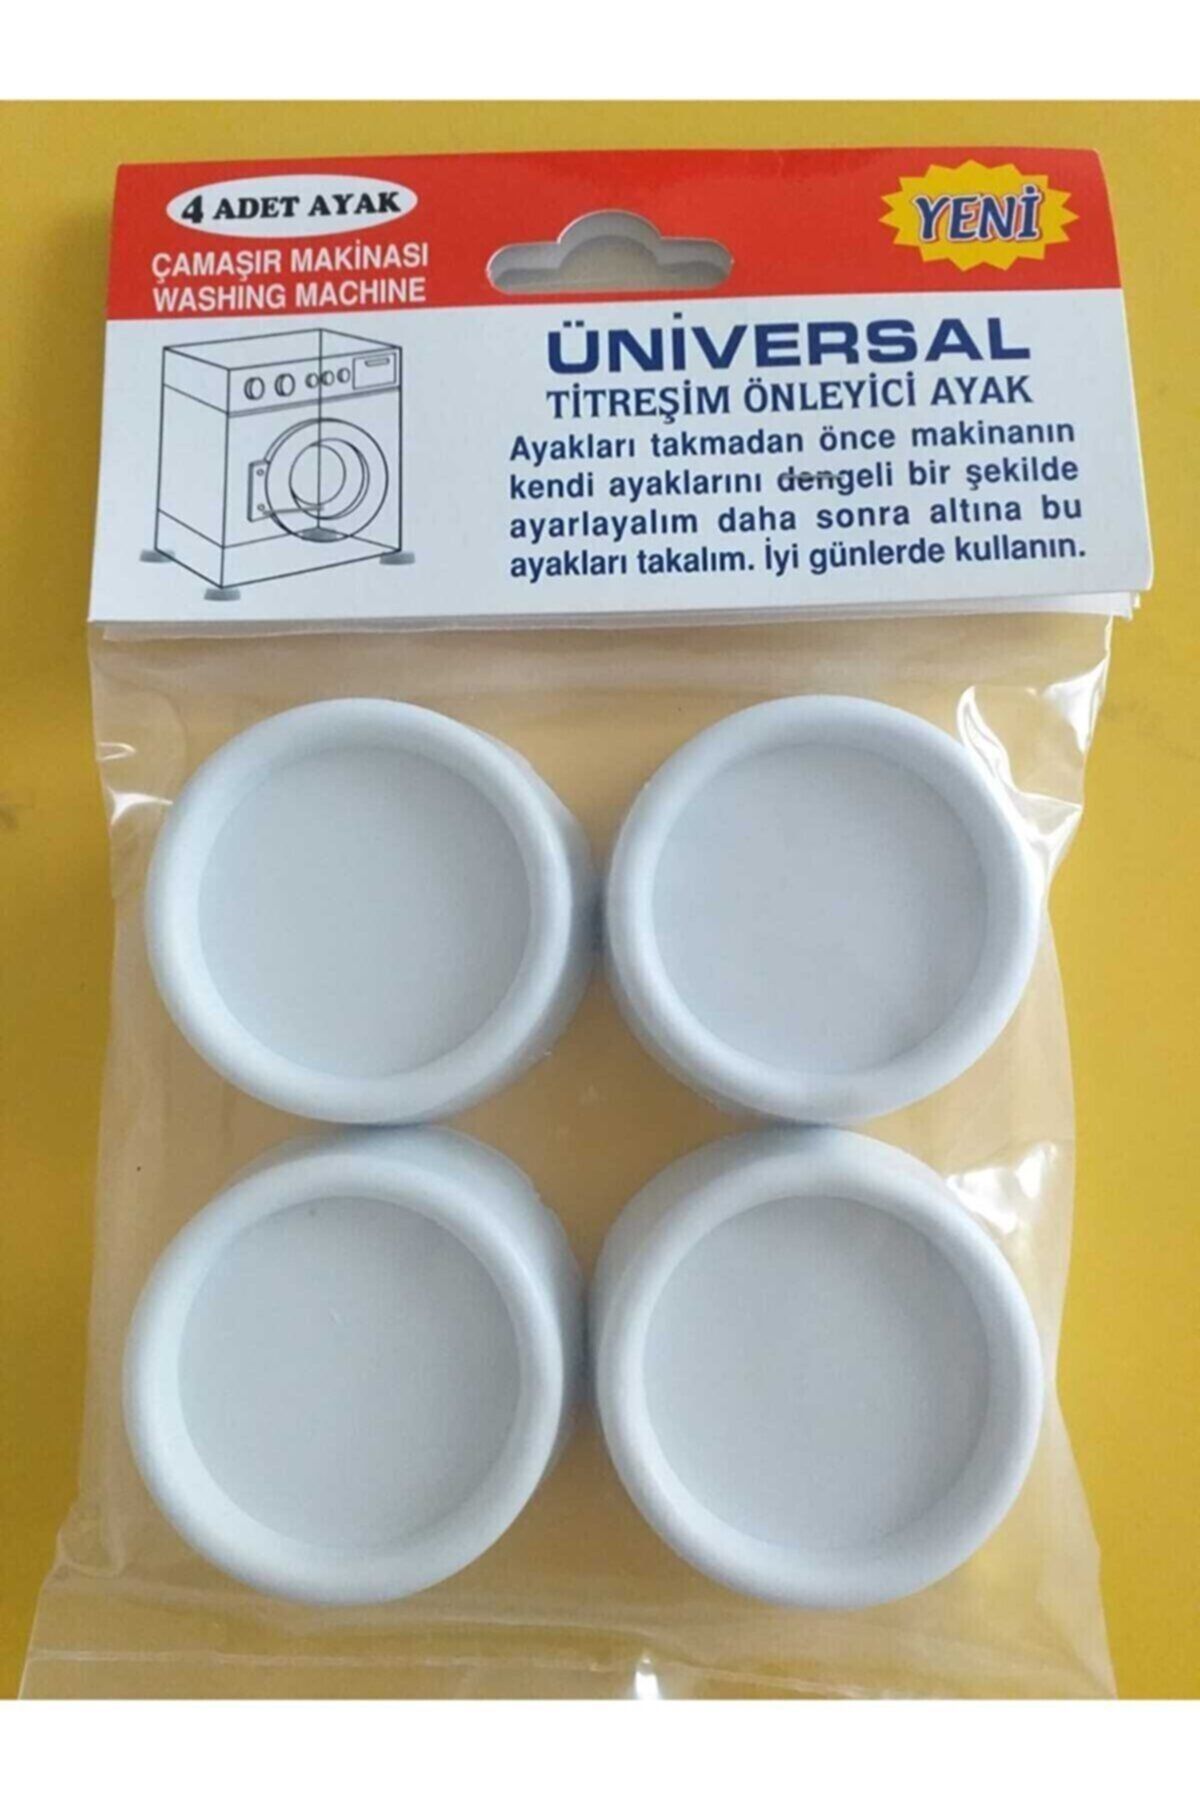 4 ADET AYAK
ÇAMAŞIR MAKİNASI
WASHING MACHINE
YENİ
ÜNİVERSAL
TİTREŞİM ÖNLEYİCİ AYAK
Ayakları takmadan önce makinanın
kendi ayaklarını dengeli bir şekilde
ayarlayalım daha sonra altına bu
ayakları takalım. İyi günlerde kullanın.